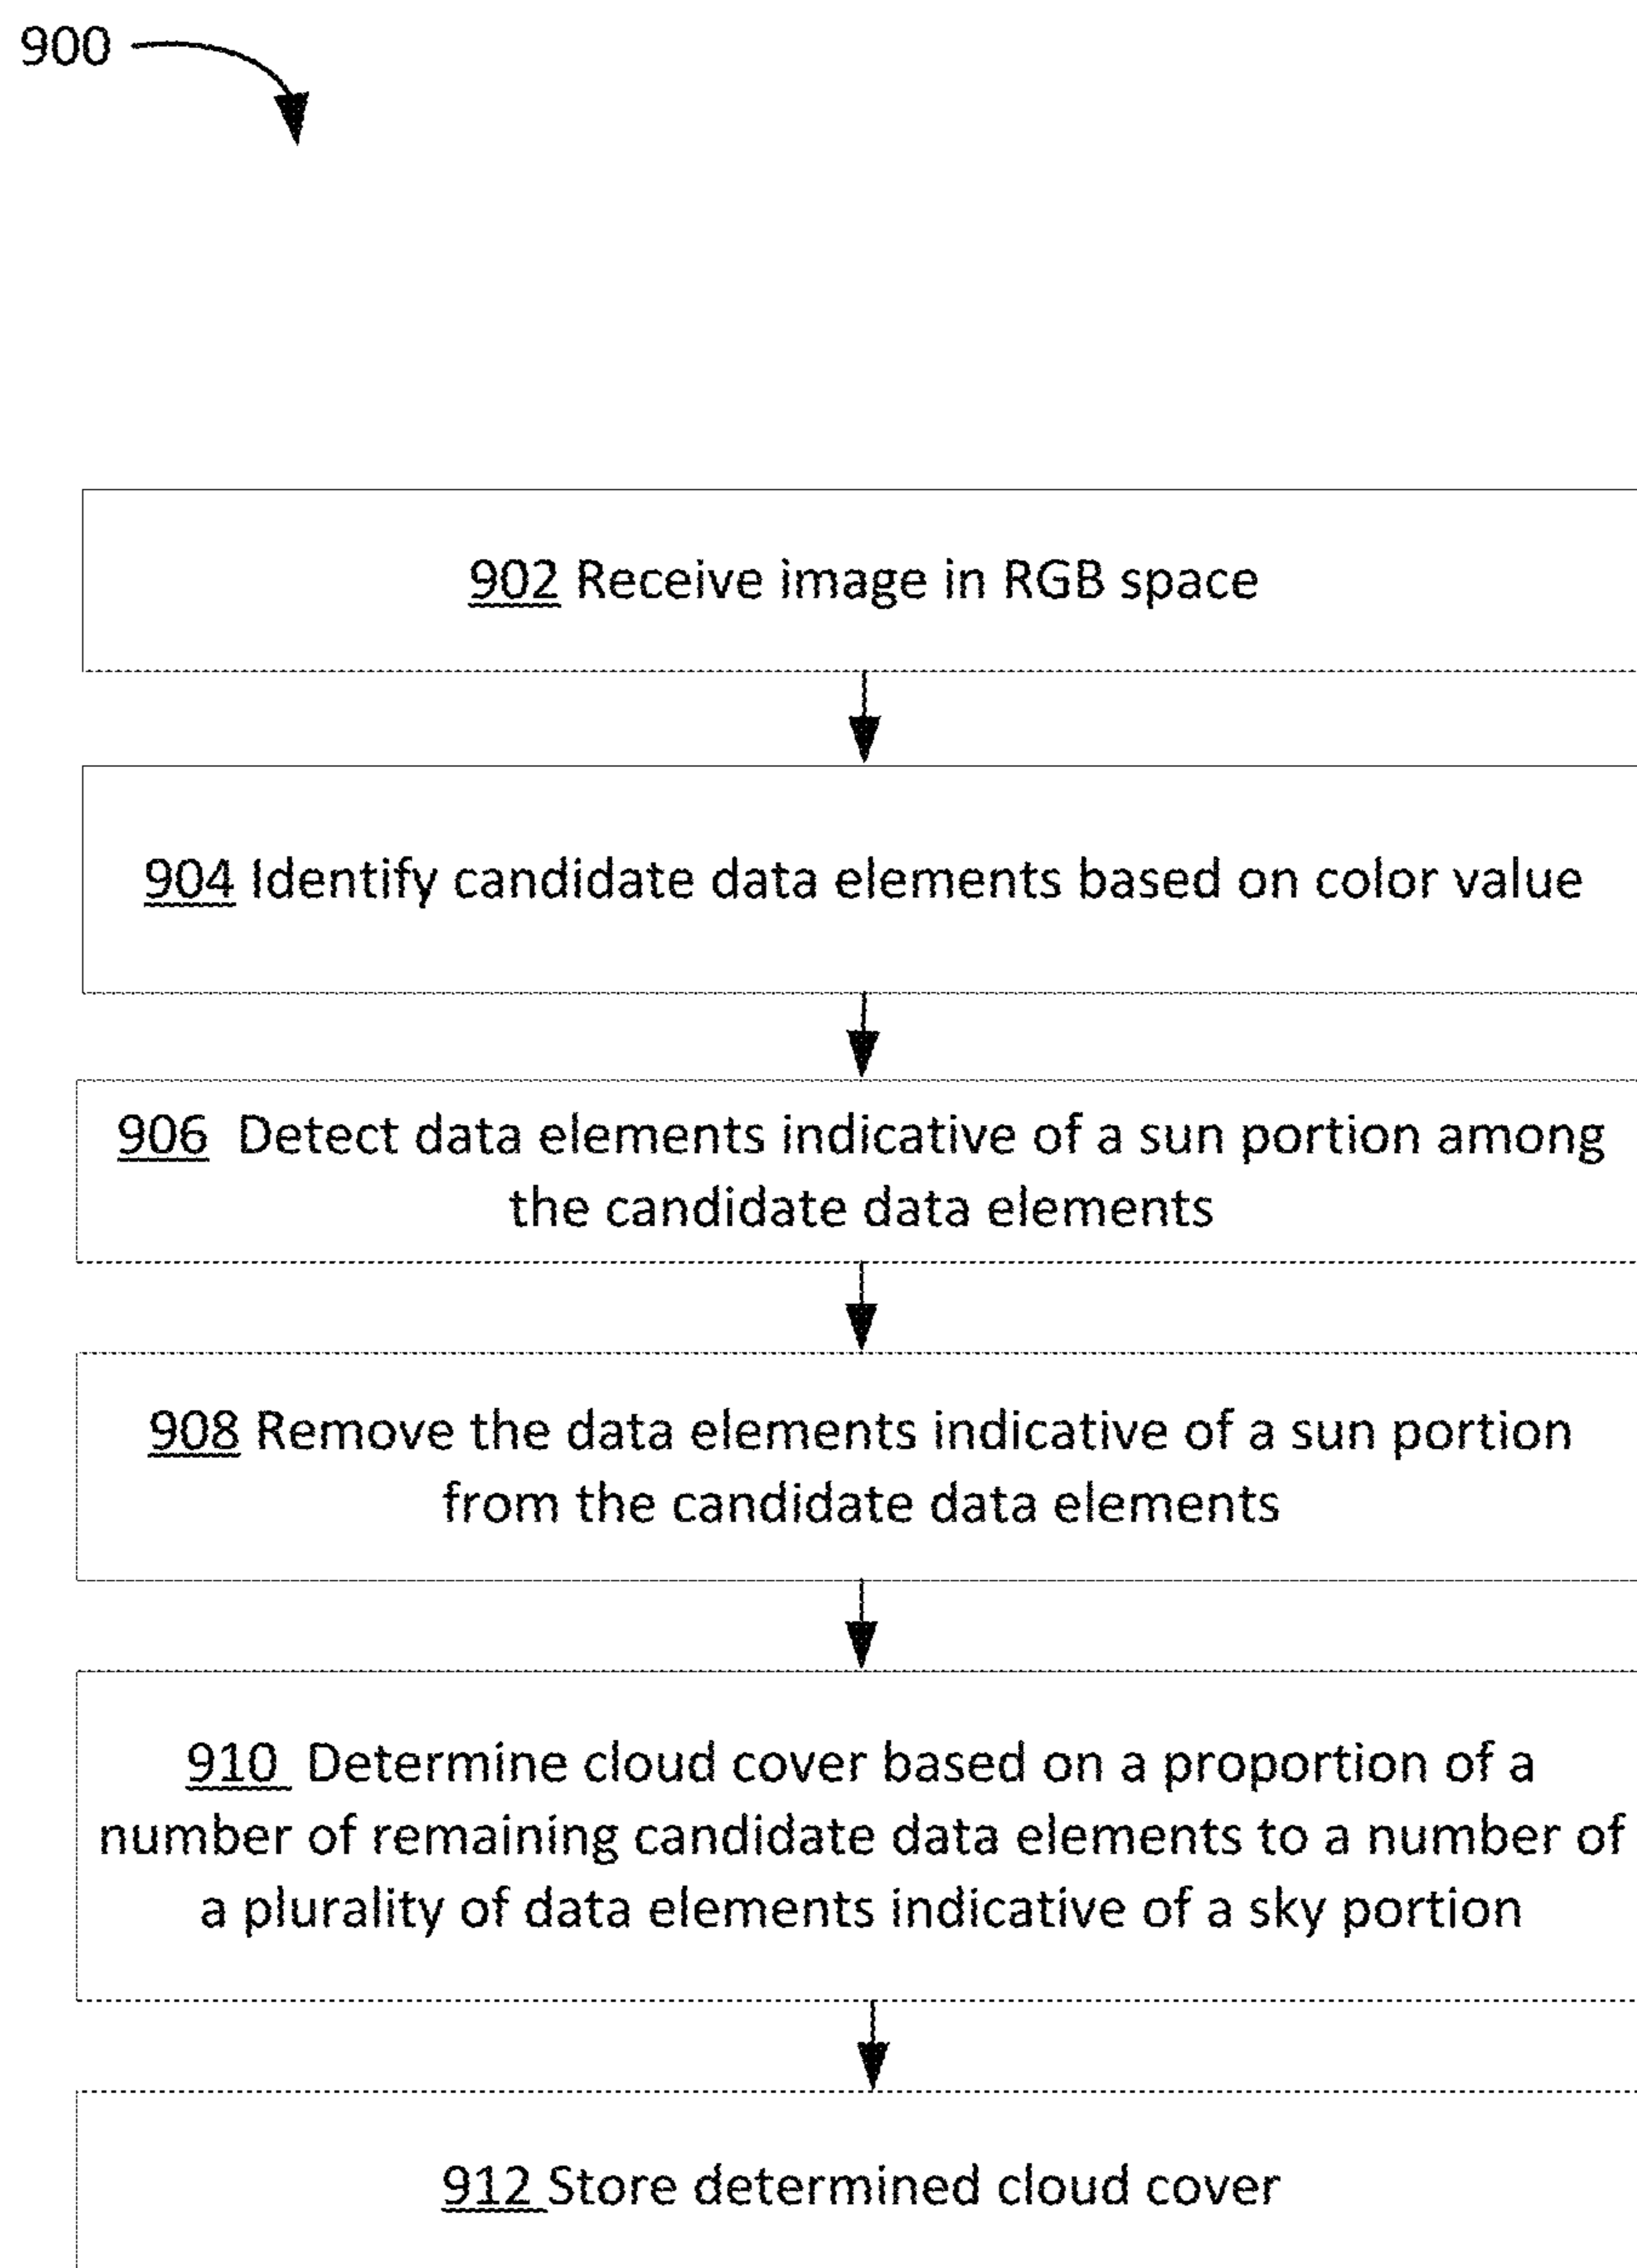 900
902 Receive image in RGB space
904 Identify candidate data elements based on color value
906 Detect data elements indicative of a sun portion among
the candidate data elements
908 Remove the data elements indicative of a sun portion
from the candidate data elements
910 Determine cloud cover based on a proportion of a
number of remaining candidate data elements to a number of
a plurality of data elements indicative of a sky portion
912 Store determined cloud cover